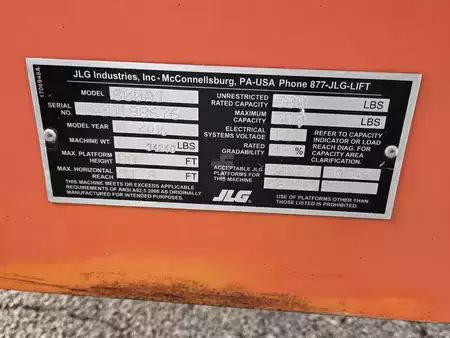 JLG Industries, Inc - McConnellsburg, PA-USA Phone 877-JLG-LIFT
1706948A
MODEL
SERIAL NO.
MODEL YEAR
MACHINE WT. 34240 LBS
MAX. PLATFORM HEIGHT FT
MAX. HORIZONTAL REACH FT
THIS MACHINE MEETS OR EXCEEDS APPLICABLE
REQUIREMENTS OF ANSI A92.5 2006 AS ORIGINALLY
MANUFACTURED FOR INTENDED PURPOSES.
UNRESTRICTED RATED CAPACITY LBS
MAXIMUM CAPACITY LBS
ELECTRICAL SYSTEMS VOLTAGE
RATED GRADEABILITY %
REFER TO CAPACITY
INDICATOR OR LOAD
REACH DIAG. FOR
CAPACITY AREA
CLARIFICATION.
ACCEPTABLE JLG
PLATFORMS FOR
THIS MACHINE
JLG
USE OF PLATFORMS OTHER THAN
THOSE LISTED IS PROHIBITED.